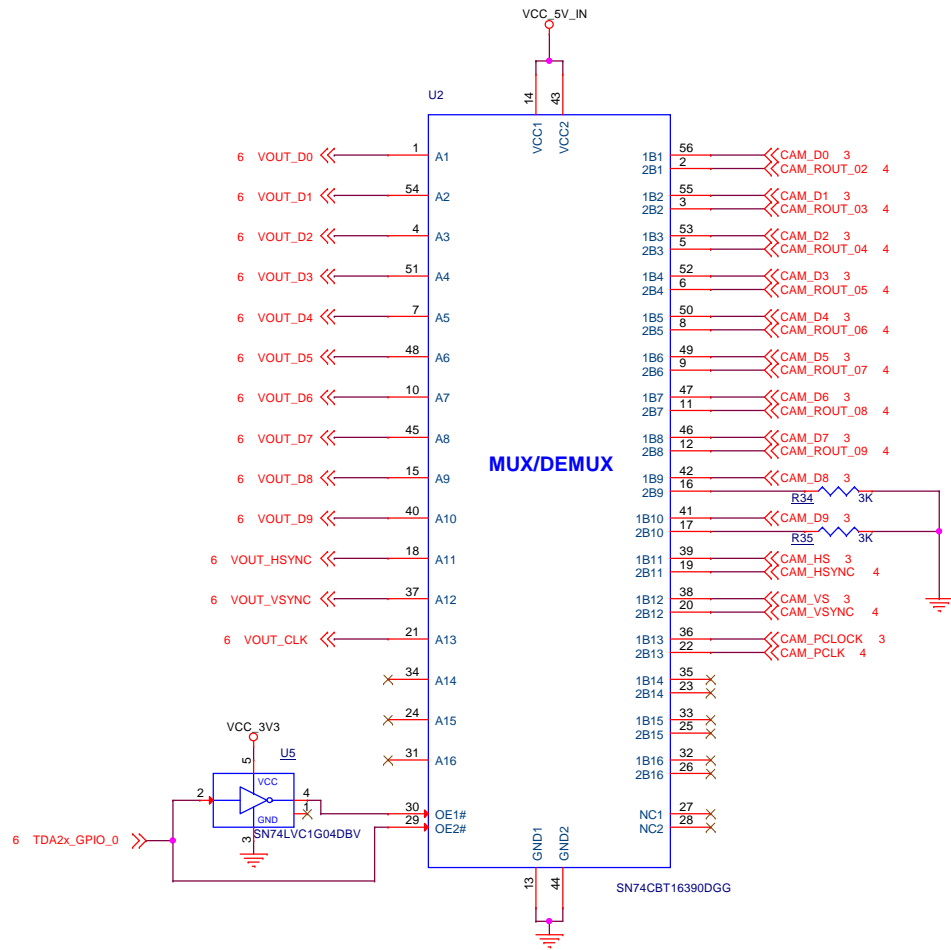 VCC_5V_IN
U2
14 43
VCC1 VCC2
6 VOUT_D0 1 A1 1B1 56 CAM_D0 3
2B1 2 CAM_ROUT_02 4
6 VOUT_D1 54 A2 1B2 55 CAM_D1 3
2B2 3 CAM_ROUT_03 4
6 VOUT_D2 4 A3 1B3 53 CAM_D2 3
2B3 5 CAM_ROUT_04 4
6 VOUT_D3 51 A4 1B4 52 CAM_D3 3
2B4 6 CAM_ROUT_05 4
6 VOUT_D4 7 A5 1B5 50 CAM_D4 3
2B5 8 CAM_ROUT_06 4
6 VOUT_D5 48 A6 1B6 49 CAM_D5 3
2B6 9 CAM_ROUT_07 4
6 VOUT_D6 10 A7 1B7 47 CAM_D6 3
2B7 11 CAM_ROUT_08 4
6 VOUT_D7 45 A8 1B8 46 CAM_D7 3
2B8 12 CAM_ROUT_09 4
MUX/DEMUX
6 VOUT_D8 15 A9 1B9 42 CAM_D8 3
2B9 16 R34 3K
6 VOUT_D9 40 A10 1B10 41 CAM_D9 3
2B10 17 R35 3K
6 VOUT_HSYNC 18 A11 1B11 39 CAM_HS 3
2B11 19 CAM_HSYNC 4
6 VOUT_VSYNC 37 A12 1B12 38 CAM_VS 3
2B12 20 CAM_VSYNC 4
6 VOUT_CLK 21 A13 1B13 36 CAM_PCLOCK 3
2B13 22 CAM_PCLK 4
34 A14 1B14 35
2B14 23
24 A15 1B15 33
2B15 25
31 A16 1B16 32
2B16 26
VCC_3V3
5 U5
VCC
2 4
1
GND
3
SN74LVC1G04DBV
30 OE1# NC1 27
29 OE2# NC2 28
6 TDA2x_GPIO_0
GND1 GND2
13 44
SN74CBT16390DGG